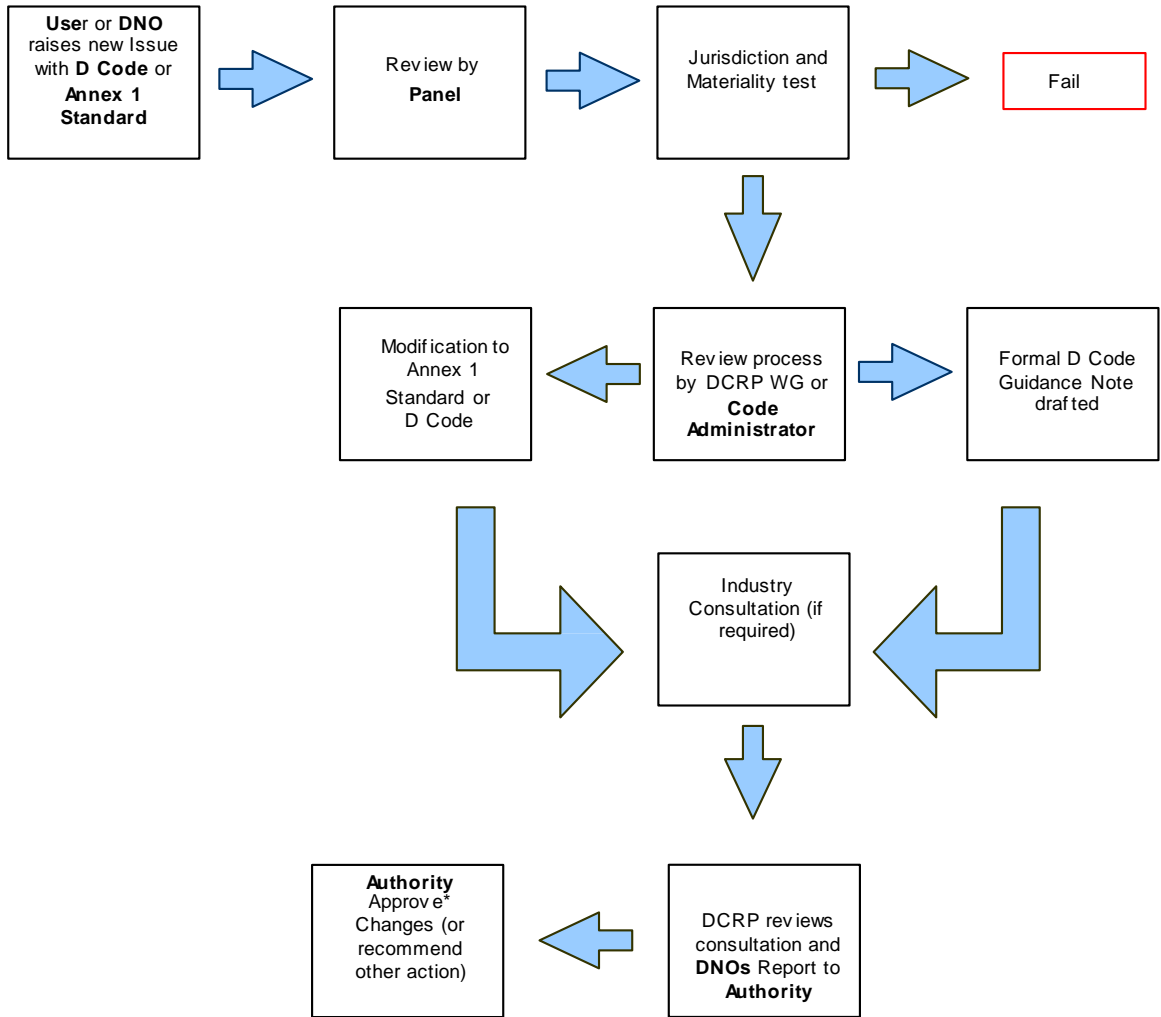 User or DNO
raises new Issue
with D Code or
Annex 1
Standard
Review by
Panel
Jurisdiction and
Materiality test
Fail
Modification to
Annex 1
Standard or
D Code
Review process
by DCRP WG or
Code
Administrator
Formal D Code
Guidance Note
drafted
Industry
Consultation (if
required)
Authority
Approve*
Changes (or
recommend
other action)
DCRP reviews
consultation and
DNOs Report to
Authority